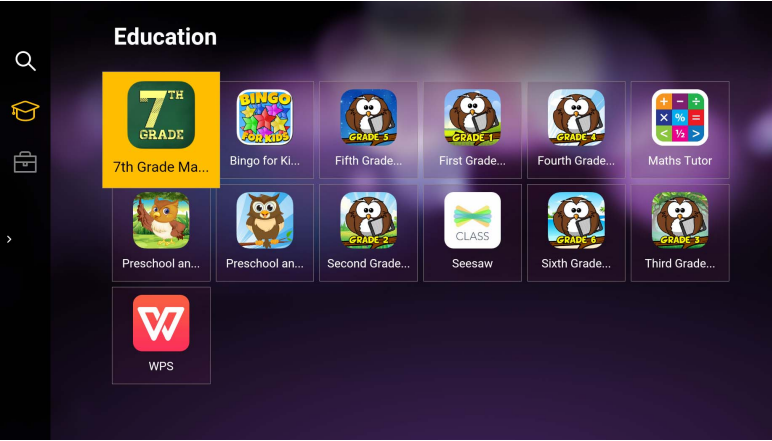 Education
7TH
GRADE
7th Grade Ma...
BINGO
FOR KIDS
Bingo for Ki...
GRADE 5
Fifth Grade...
GRADE 1
First Grade...
GRADE 4
Fourth Grade...
+ − ÷
× % =
< ½ >
Maths Tutor
Preschool an...
Preschool an...
GRADE 2
Second Grade...
CLASS
Seesaw
GRADE 6
Sixth Grade...
GRADE 3
Third Grade...
W
WPS